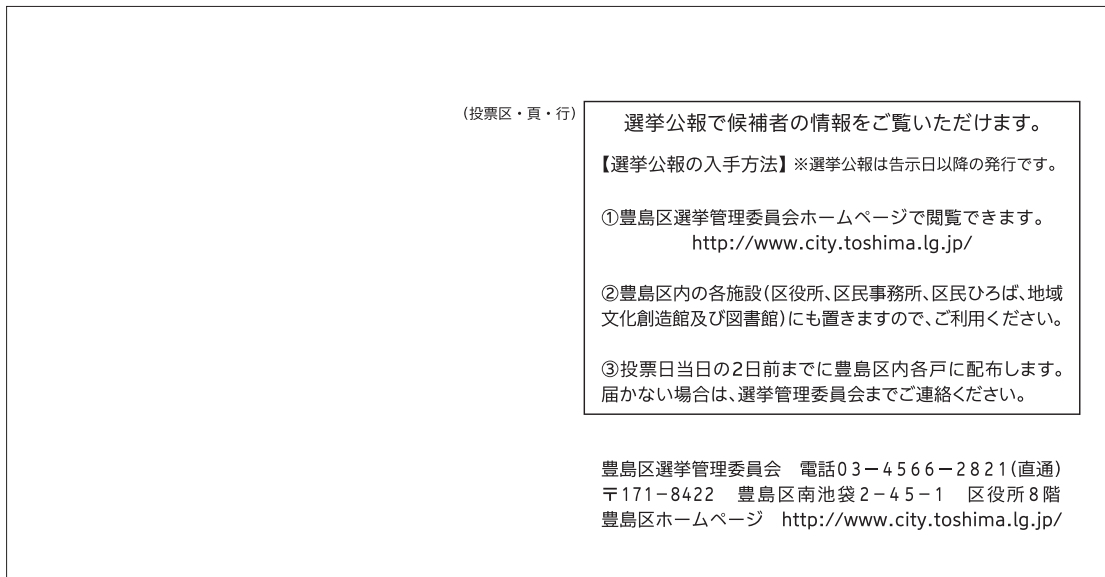 (投票区・頁・行)
選挙公報で候補者の情報をご覧いただけます。
【選挙公報の入手方法】※選挙公報は告示日以降の発行です。
①豊島区選挙管理委員会ホームページで閲覧できます。
http://www.city.toshima.lg.jp/
②豊島区内の各施設(区役所、区民事務所、区民ひろば、地域
文化創造館及び図書館)にも置きますので、ご利用ください。
③投票日当日の2日前までに豊島区内各戸に配布します。
届かない場合は、選挙管理委員会までご連絡ください。
豊島区選挙管理委員会　電話03−4566−2821(直通)
〒171−8422　豊島区南池袋2−45−1　区役所8階
豊島区ホームページ　http://www.city.toshima.lg.jp/